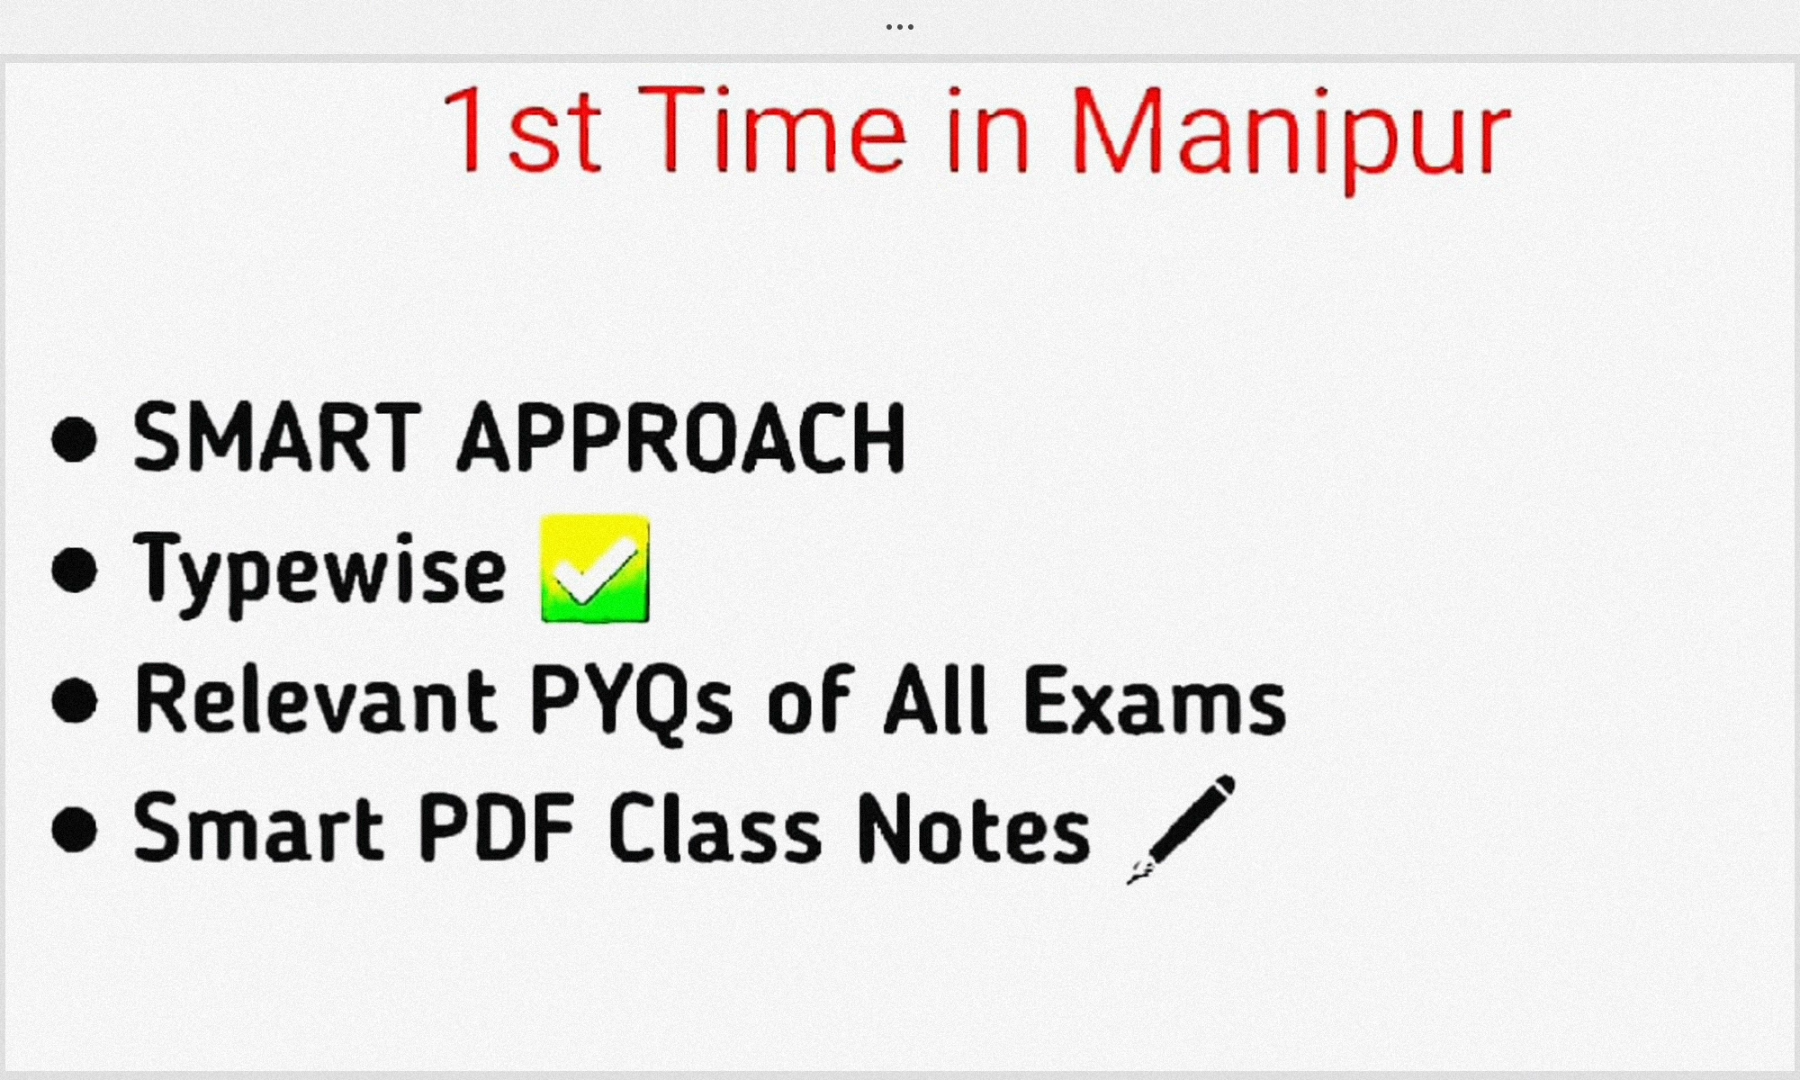 1st Time in Manipur
• SMART APPROACH
• Typewise ✅
• Relevant PYQs of All Exams
• Smart PDF Class Notes 🖋